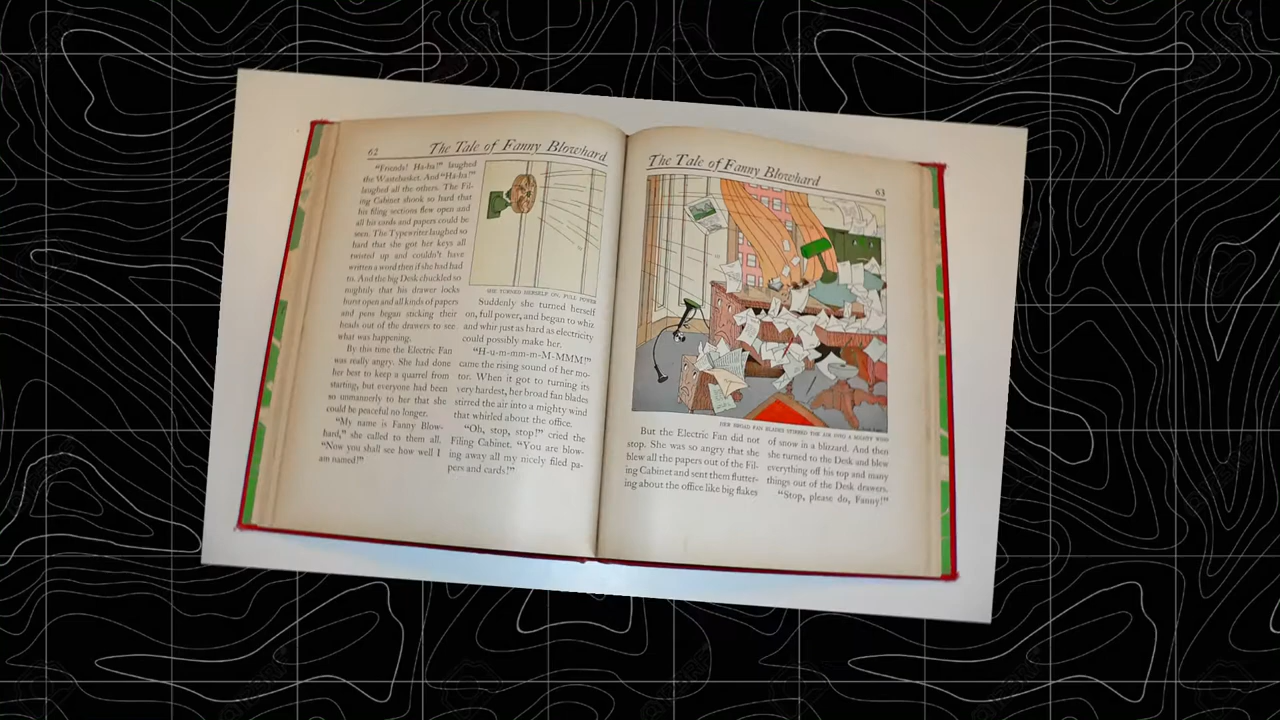 62
The Tale of Fanny Blowhard
"Friends! Ha-ha!" laughed
the Wastebasket. And "Ha-ha!"
laughed all the others. The Fil-
ing Cabinet shook so hard that
his filing sections flew open and
all his cards and papers could be
seen. The Typewriter laughed so
hard that she got her keys all
twisted up and couldn't have
written a word then if she had had
to. And the big Desk chuckled so
mightily that his drawer locks
burst open and all kinds of papers
and pens began sticking their
heads out of the drawers to see
what was happening.
By this time the Electric Fan
was really angry. She had done
her best to keep a quarrel from
starting, but everyone had been
so unmannerly to her that she
could be peaceful no longer.
"My name is Fanny Blow-
hard," she called to them all.
"Now you shall see how well I
am named!"
SHE TURNED HERSELF ON, FULL POWER
Suddenly she turned herself
on, full power, and began to whiz
and whir just as hard as electricity
could possibly make her.
"H-u-m-mm-m-M-MMM!"
came the rising sound of her mo-
tor. When it got to turning its
very hardest, her broad fan blades
stirred the air into a mighty wind
that whirled about the office.
"Oh, stop, stop!" cried the
Filing Cabinet. "You are blow-
ing away all my nicely filed pa-
pers and cards!"
The Tale of Fanny Blowhard
63
HER BROAD FAN BLADES STIRRED THE AIR INTO A MIGHTY WIND
But the Electric Fan did not
stop. She was so angry that she
blew all the papers out of the Fil-
ing Cabinet and sent them flutter-
ing about the office like big flakes
of snow in a blizzard. And then
she turned to the Desk and blew
everything off his top and many
things out of the Desk drawers.
"Stop, please do, Fanny!"